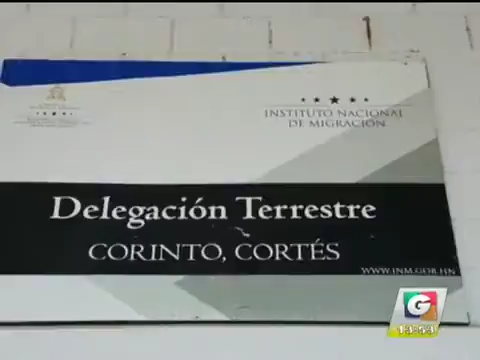 INSTITUTO NACIONAL
DE MIGRACIÓN
Delegación Terrestre
CORINTO, CORTÉS
WWW.INM.GOB.HN
G